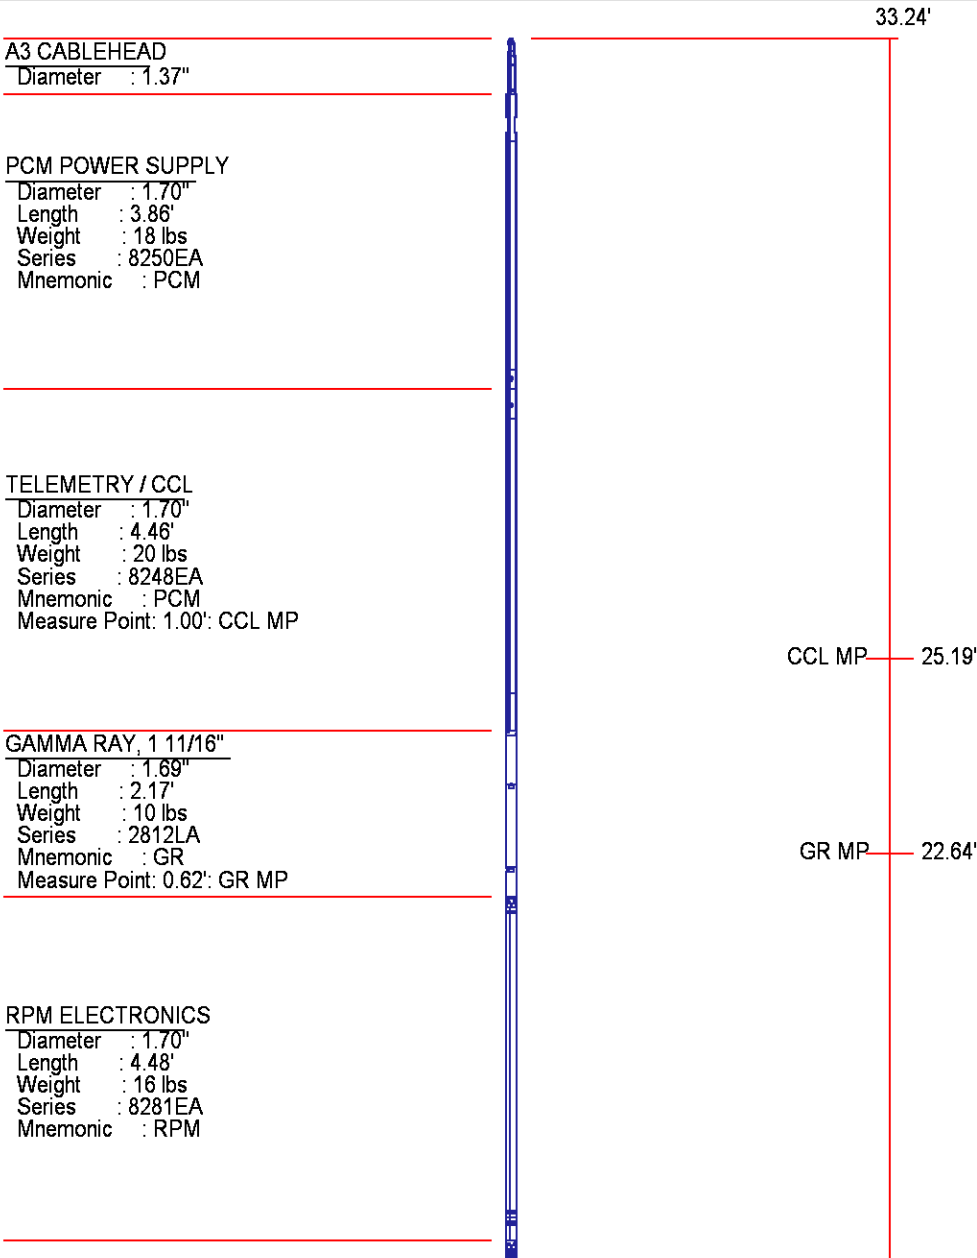 33.24'
A3 CABLEHEAD
Diameter : 1.37"
PCM POWER SUPPLY
Diameter : 1.70"
Length : 3.86'
Weight : 18 lbs
Series : 8250EA
Mnemonic : PCM
TELEMETRY / CCL
Diameter : 1.70"
Length : 4.46'
Weight : 20 lbs
Series : 8248EA
Mnemonic : PCM
Measure Point: 1.00': CCL MP
CCL MP 25.19'
GAMMA RAY, 1 11/16"
Diameter : 1.69"
Length : 2.17'
Weight : 10 lbs
Series : 2812LA
Mnemonic : GR
Measure Point: 0.62': GR MP
GR MP 22.64'
RPM ELECTRONICS
Diameter : 1.70"
Length : 4.48'
Weight : 16 lbs
Series : 8281EA
Mnemonic : RPM